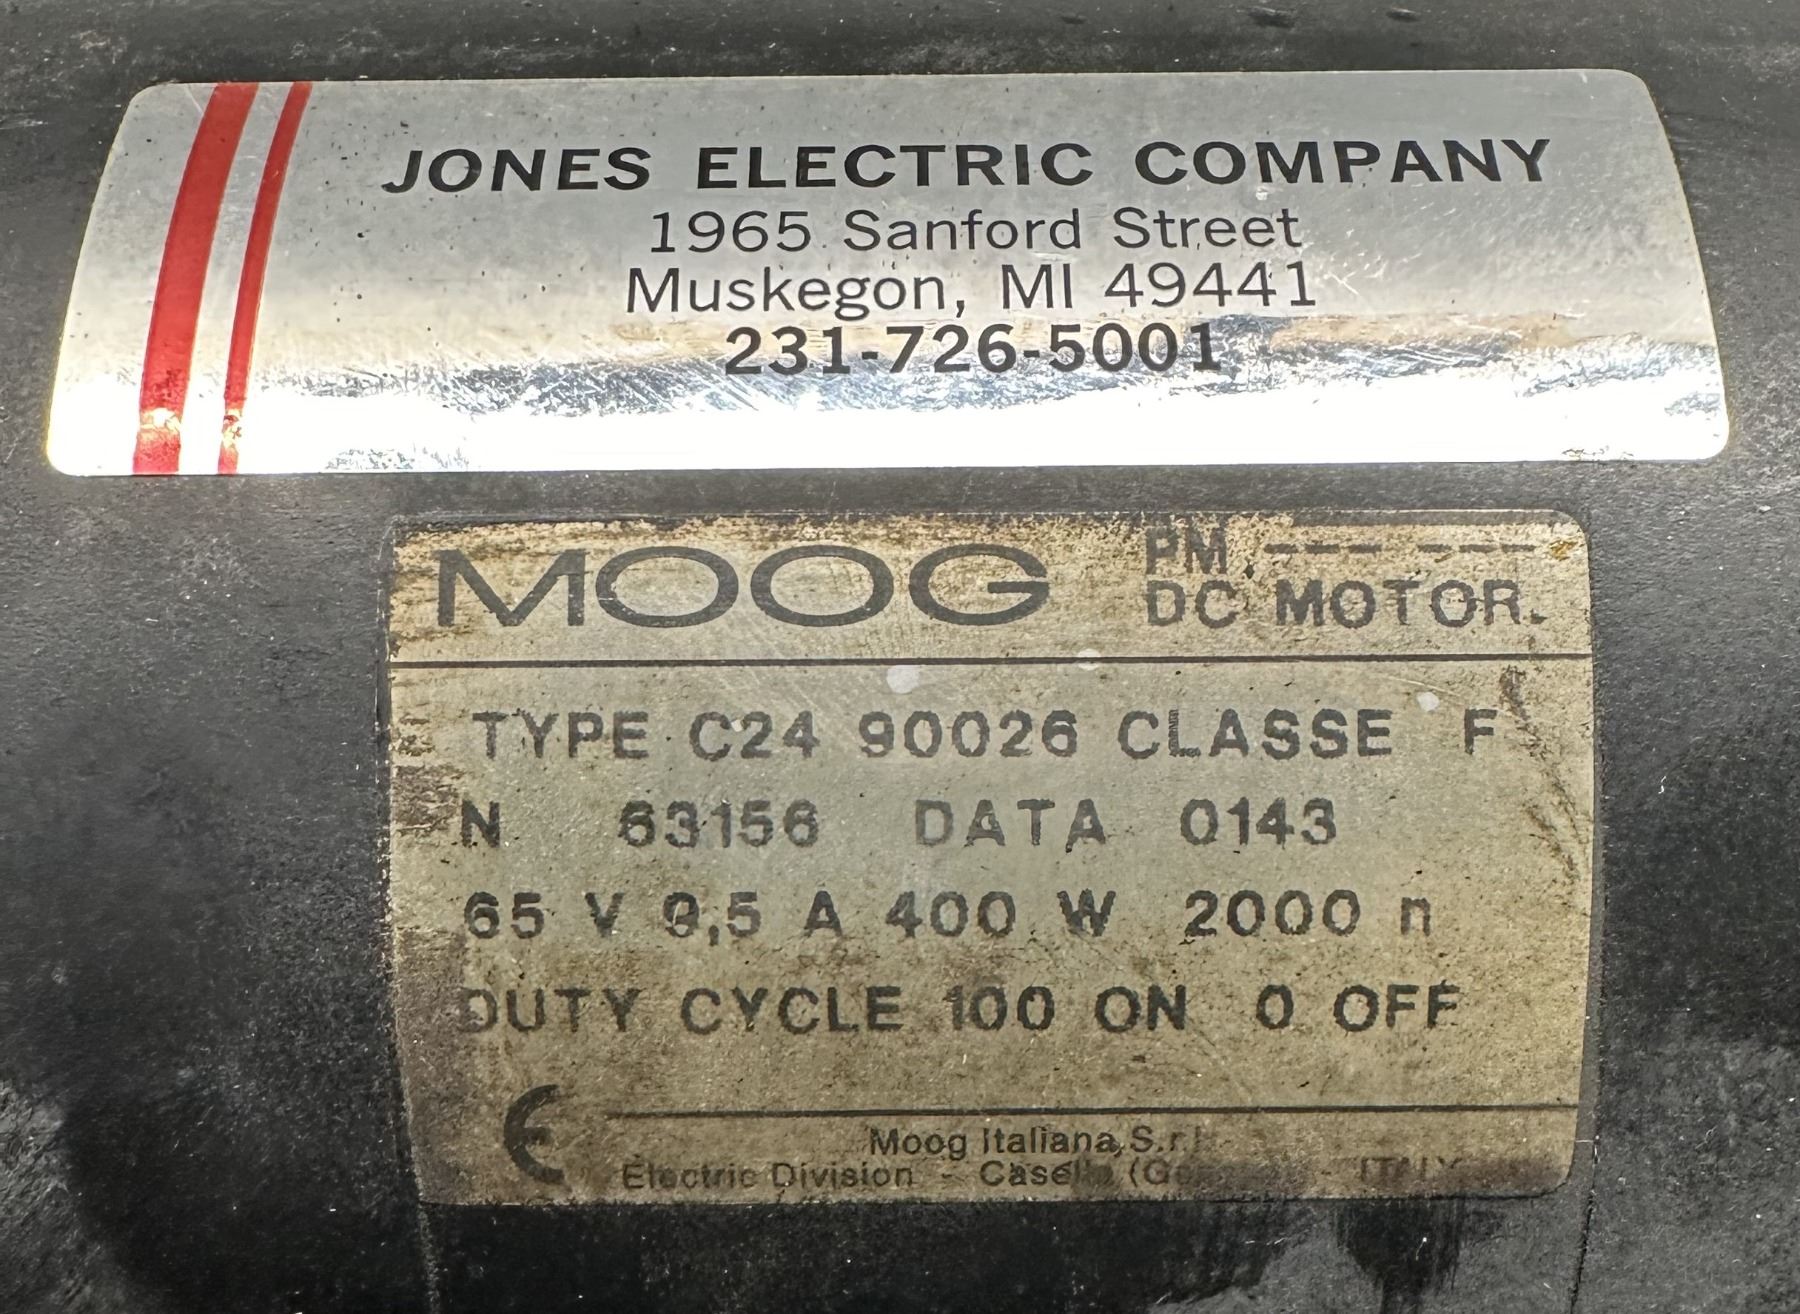 JONES ELECTRIC COMPANY
1965 Sanford Street
Muskegon, MI 49441
231-726-5001
MOOG PM
DC MOTOR
TYPE C24 90026 CLASSE F
N 63156 DATA 0143
65 V 9,5 A 400 W 2000 n
DUTY CYCLE 100 ON 0 OFF
CE
Moog Italiana S.r.l.
Electric Division - ITALY